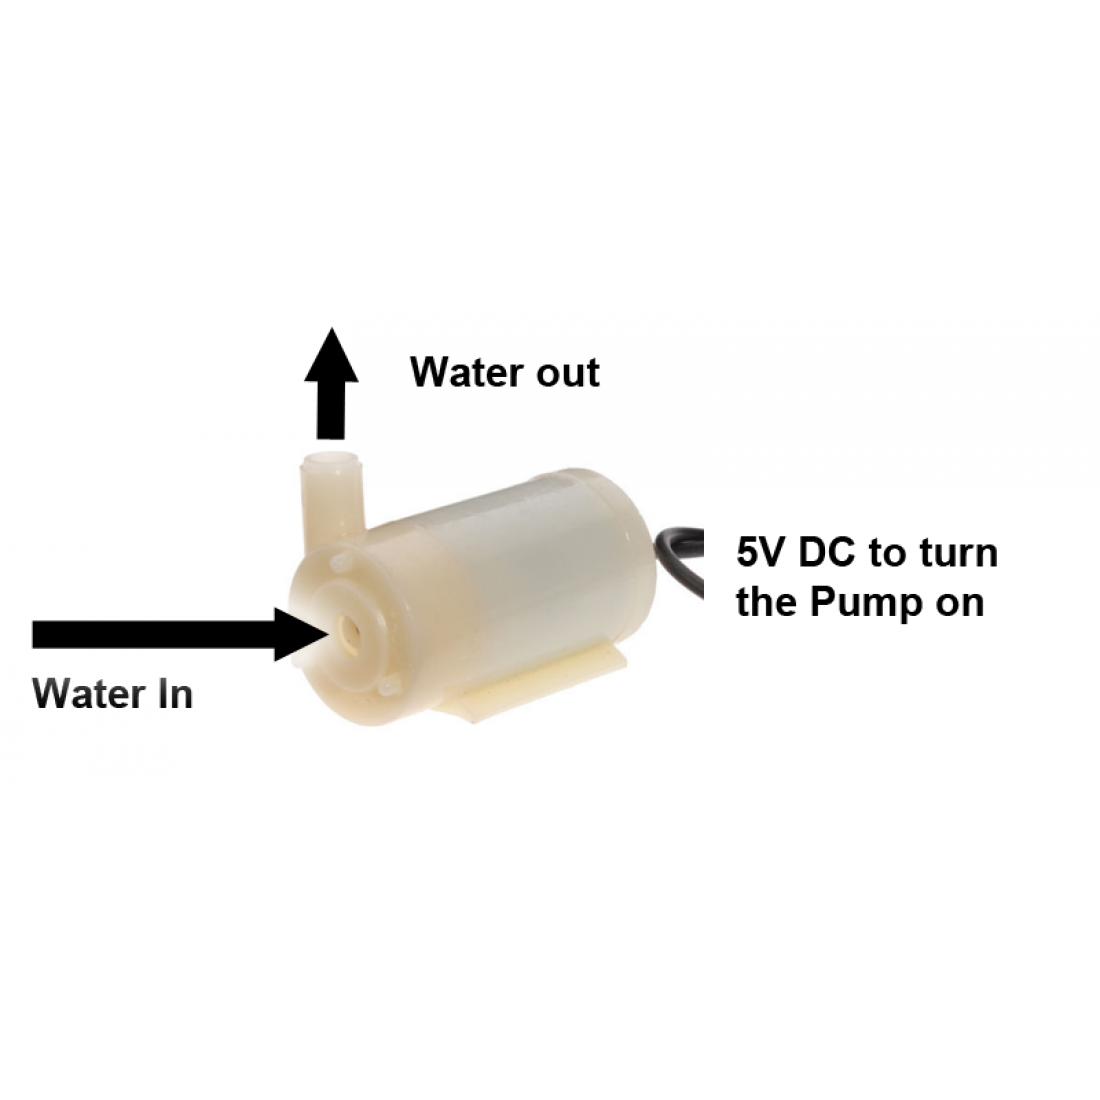 Water out
5V DC to turn
the Pump on
Water In